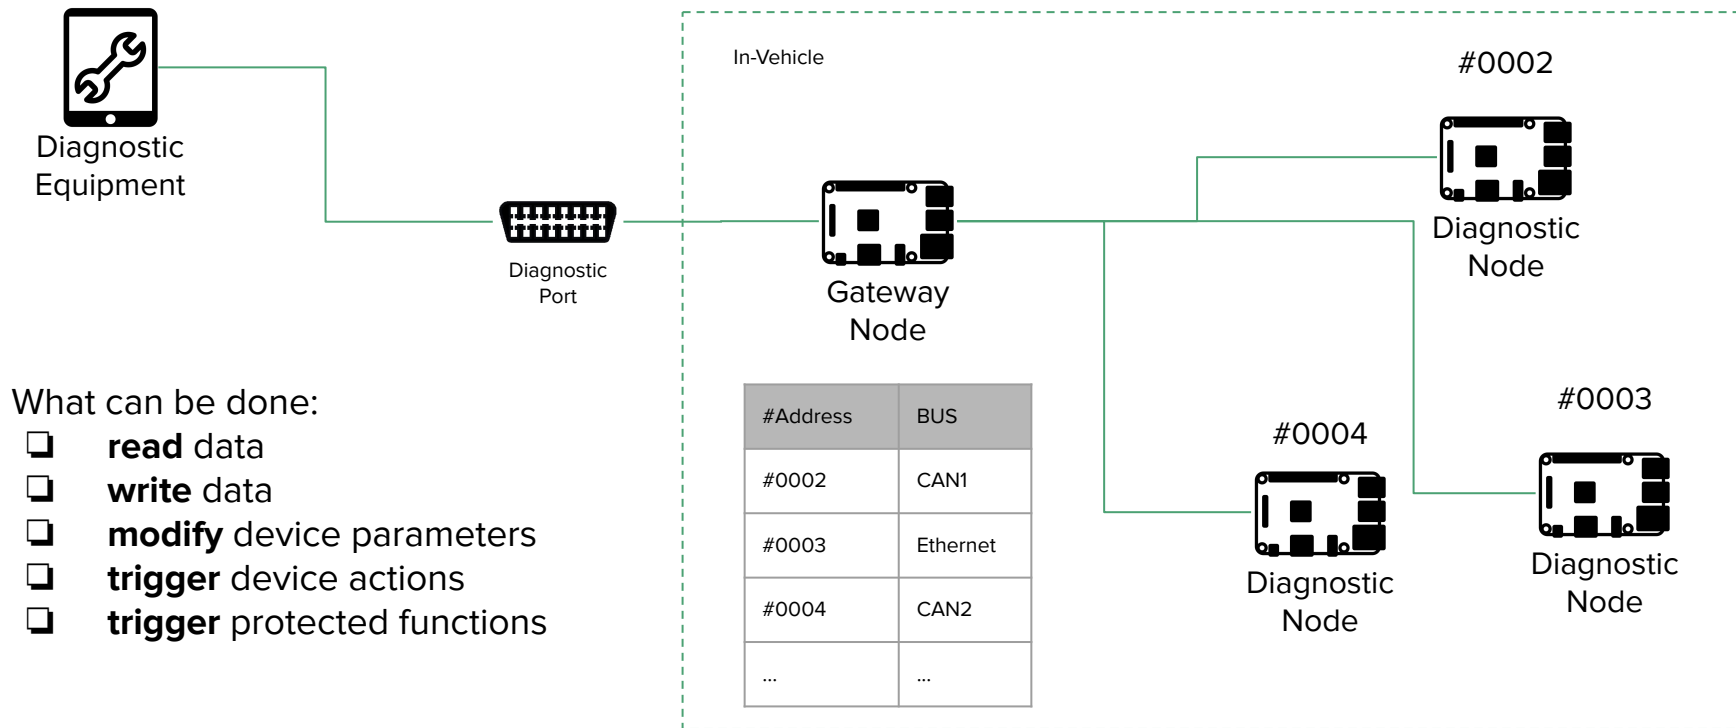 Diagnostic
Equipment
Diagnostic
Port
In-Vehicle
Gateway
Node
#0002
Diagnostic
Node
#0003
Diagnostic
Node
#0004
Diagnostic
Node
#Address BUS
#0002 CAN1
#0003 Ethernet
#0004 CAN2
... ...
What can be done:
❏ read data
❏ write data
❏ modify device parameters
❏ trigger device actions
❏ trigger protected functions